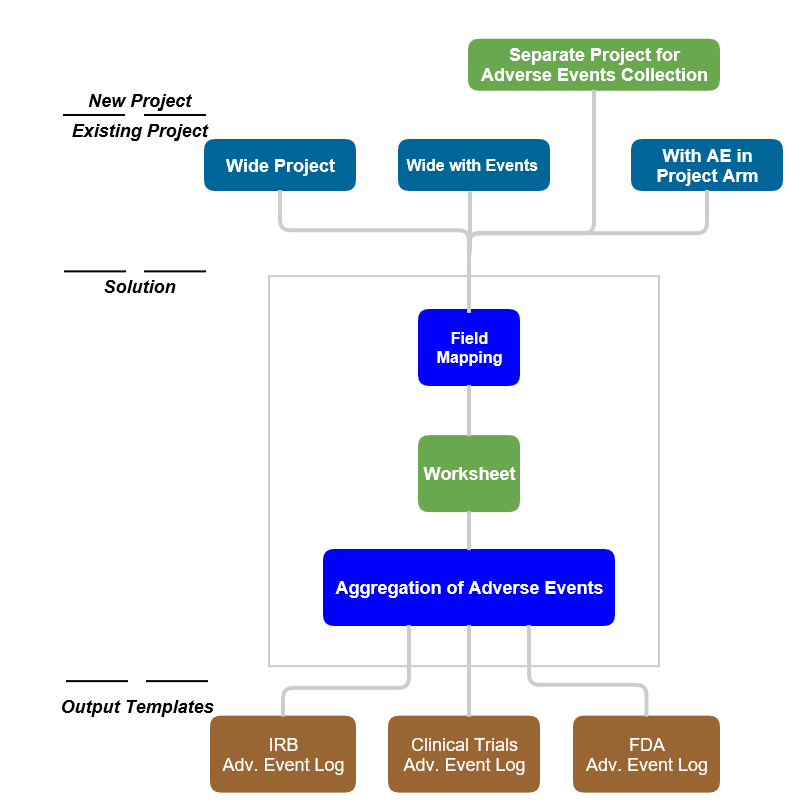 Separate Project for
Adverse Events Collection
New Project
Existing Project
Wide Project
Wide with Events
With AE in
Project Arm
Solution
Field
Mapping
Worksheet
Aggregation of Adverse Events
Output Templates
IRB
Adv. Event Log
Clinical Trials
Adv. Event Log
FDA
Adv. Event Log